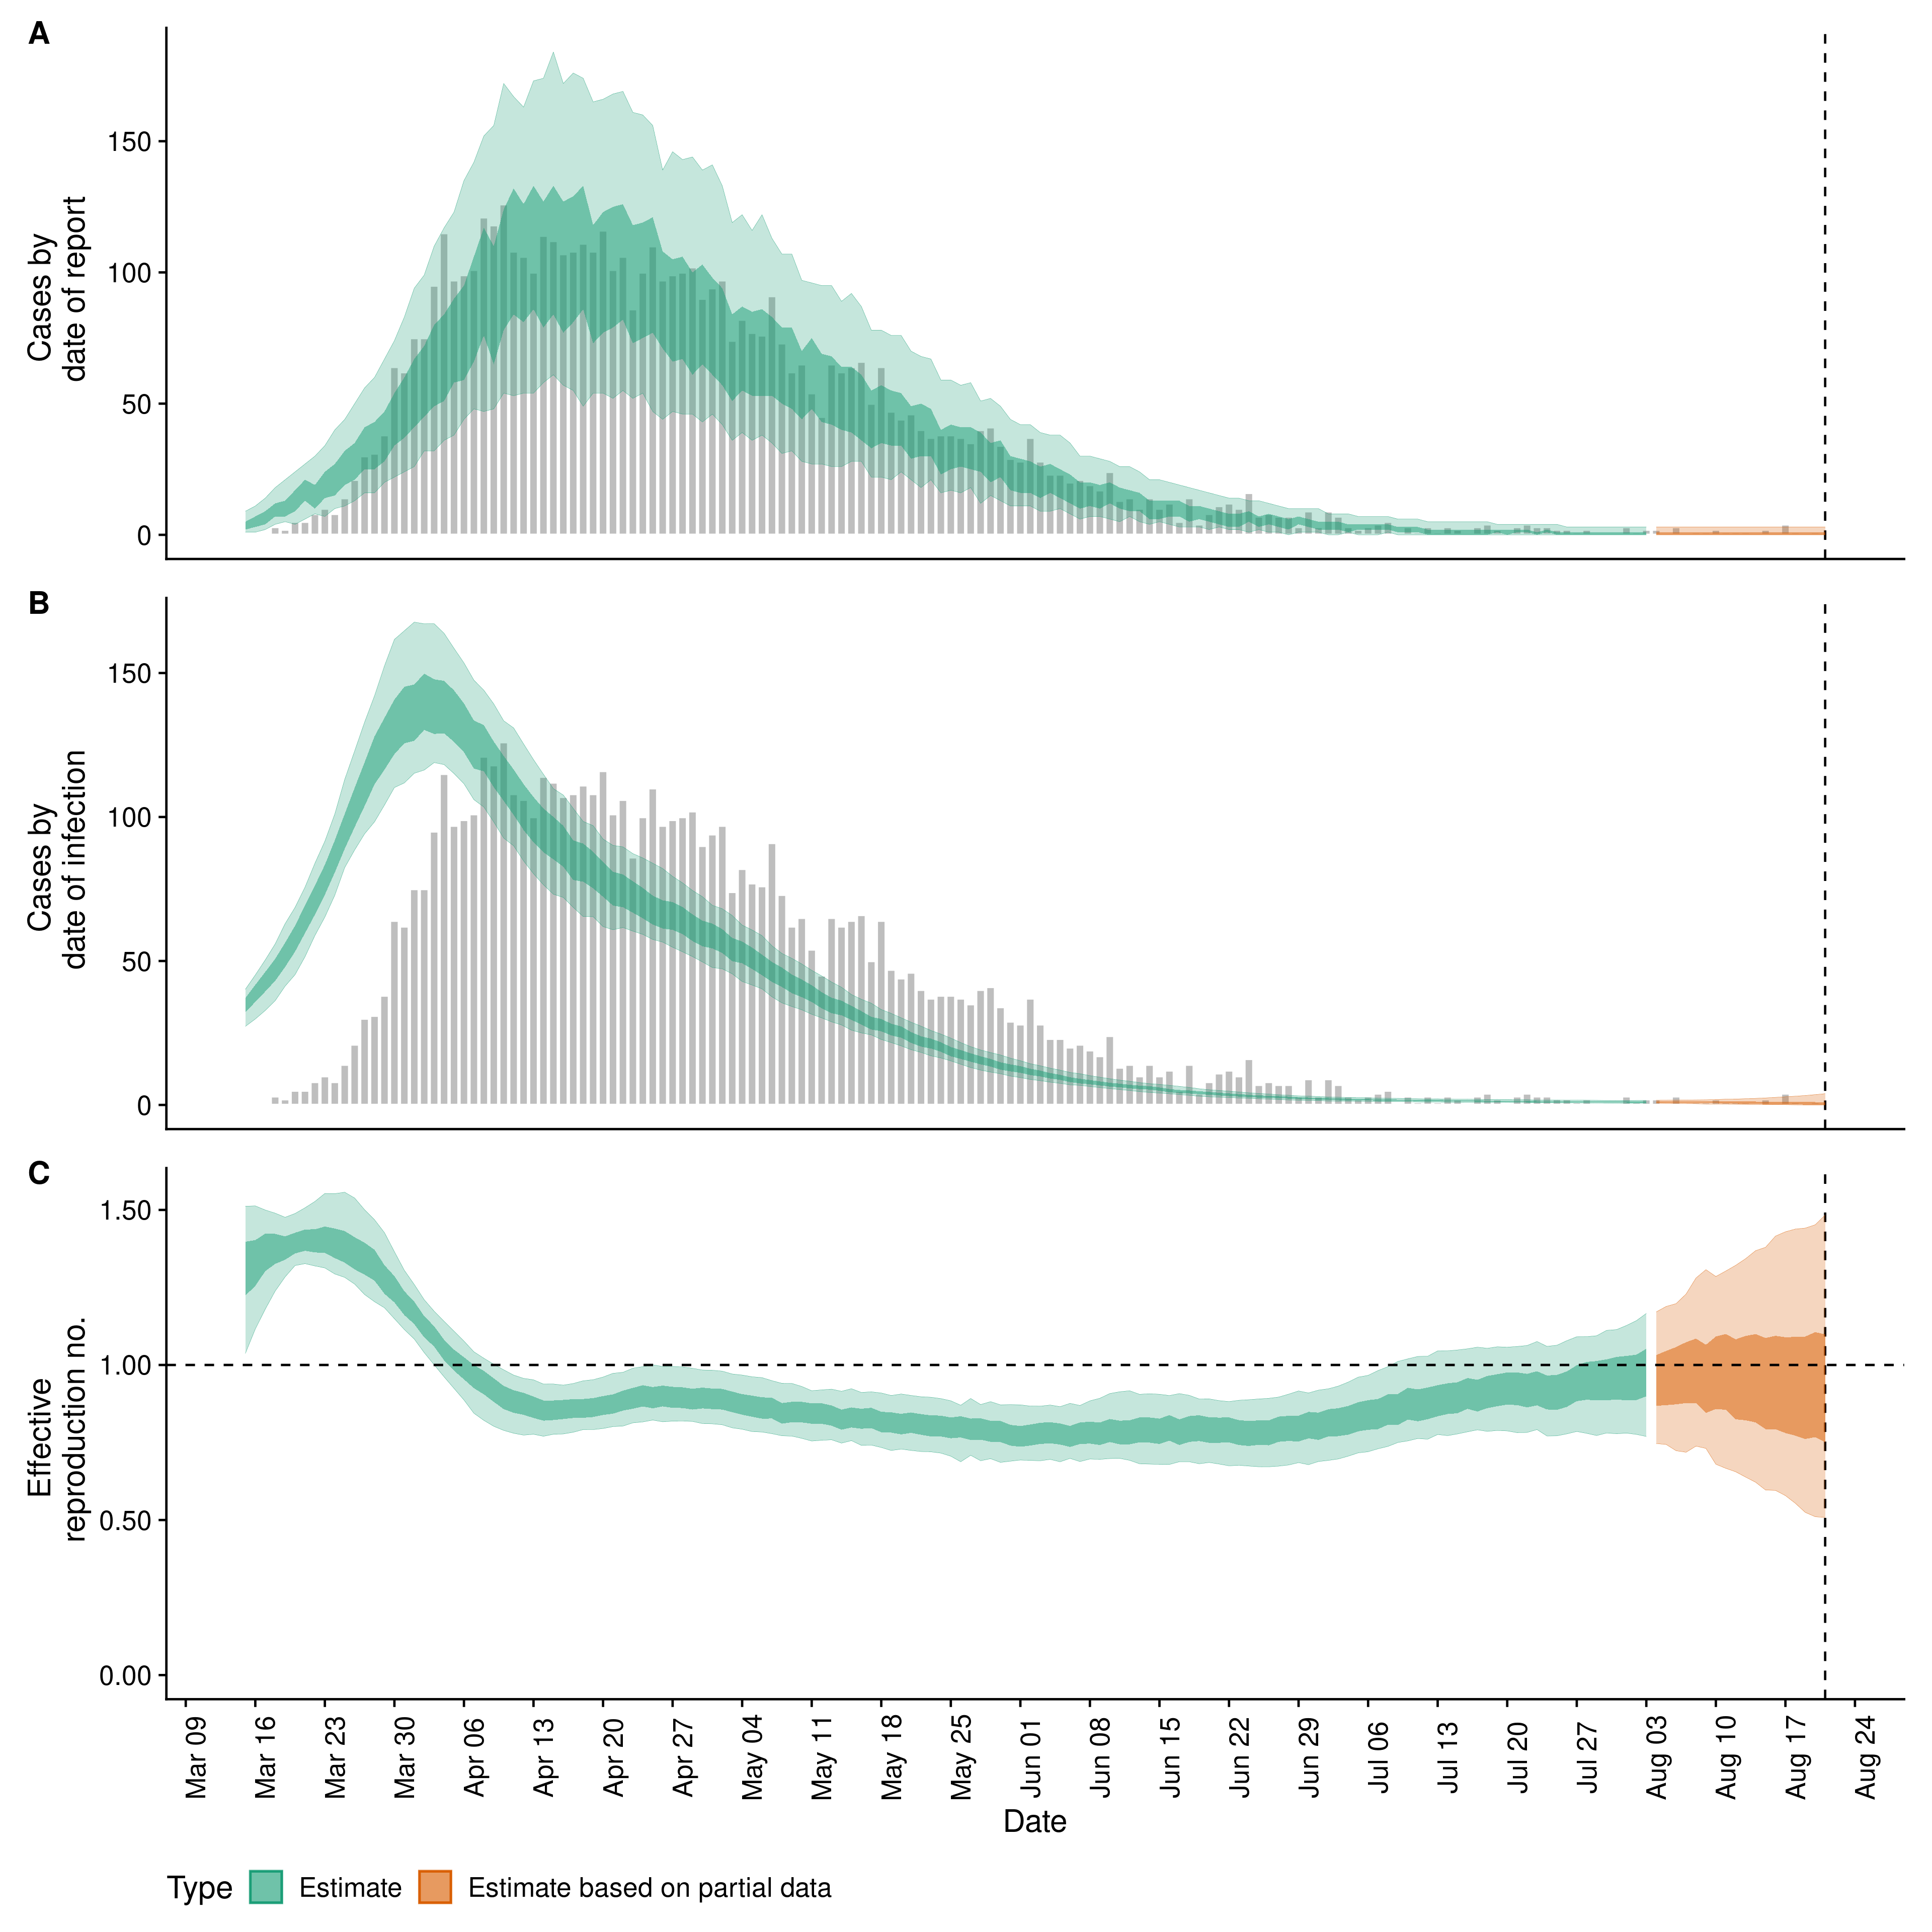 A
Cases by
date of report
150
100
50
0
B
Cases by
date of infection
150
100
50
0
C
Effective
reproduction no.
1.50
1.00
0.50
0.00
Mar 09
Mar 16
Mar 23
Mar 30
Apr 06
Apr 13
Apr 20
Apr 27
May 04
May 11
May 18
May 25
Jun 01
Jun 08
Jun 15
Jun 22
Jun 29
Jul 06
Jul 13
Jul 20
Jul 27
Aug 03
Aug 10
Aug 17
Aug 24
Date
Type Estimate Estimate based on partial data